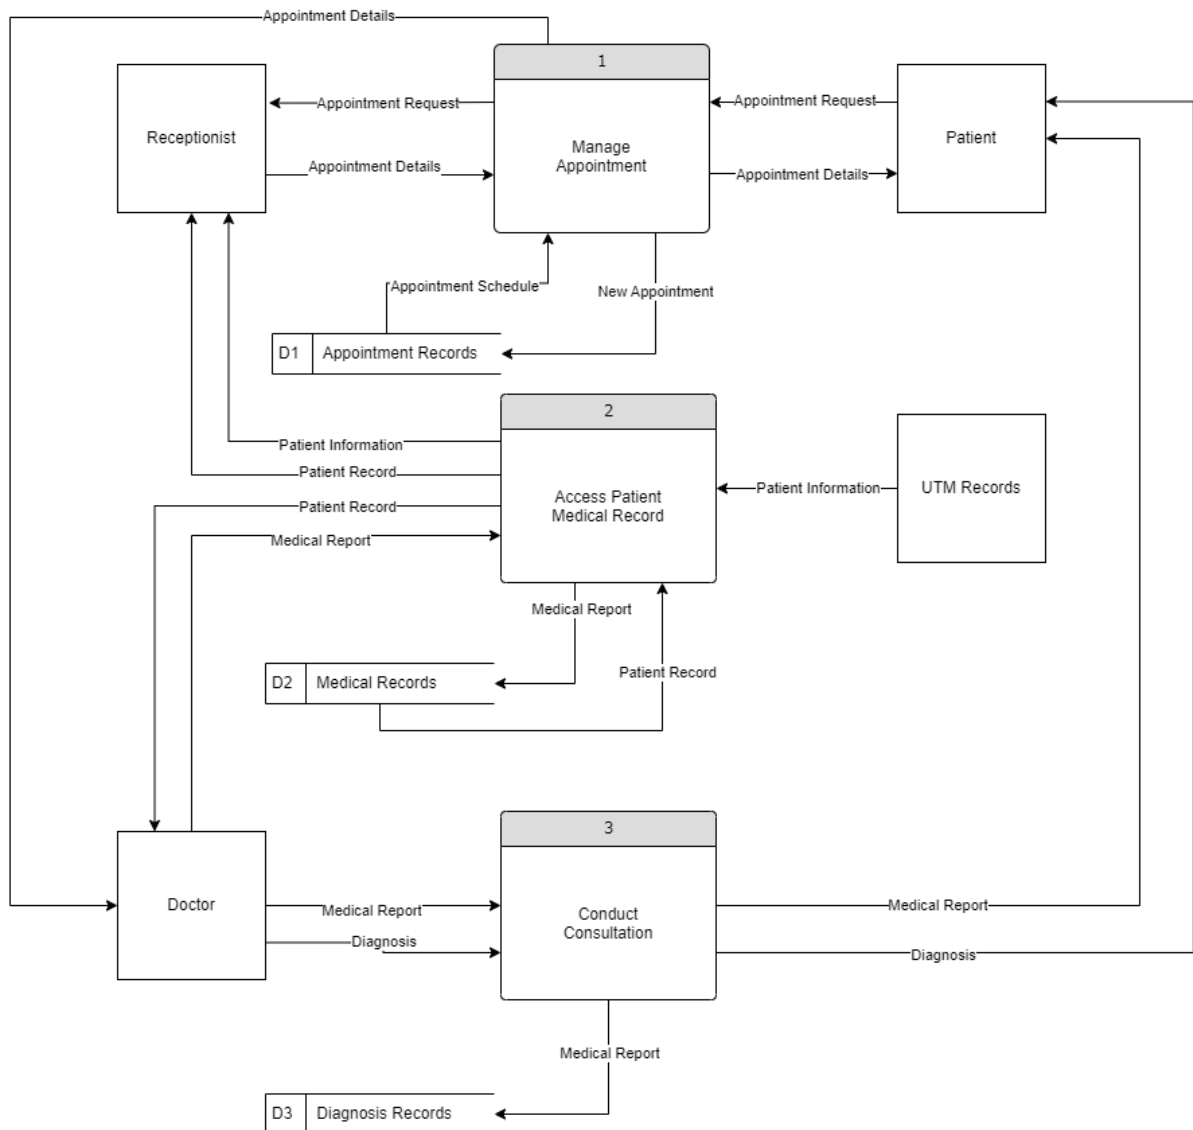 Appointment Details
1
Receptionist
Appointment Request
Appointment Details
Manage
Appointment
Appointment Request
Appointment Details
Patient
Appointment Schedule
New Appointment
D1
Appointment Records
2
Patient Information
Patient Record
Patient Record
Medical Report
Access Patient
Medical Record
Patient Information
UTM Records
Medical Report
Patient Record
D2
Medical Records
3
Doctor
Medical Report
Diagnosis
Conduct
Consultation
Medical Report
Diagnosis
Medical Report
D3
Diagnosis Records